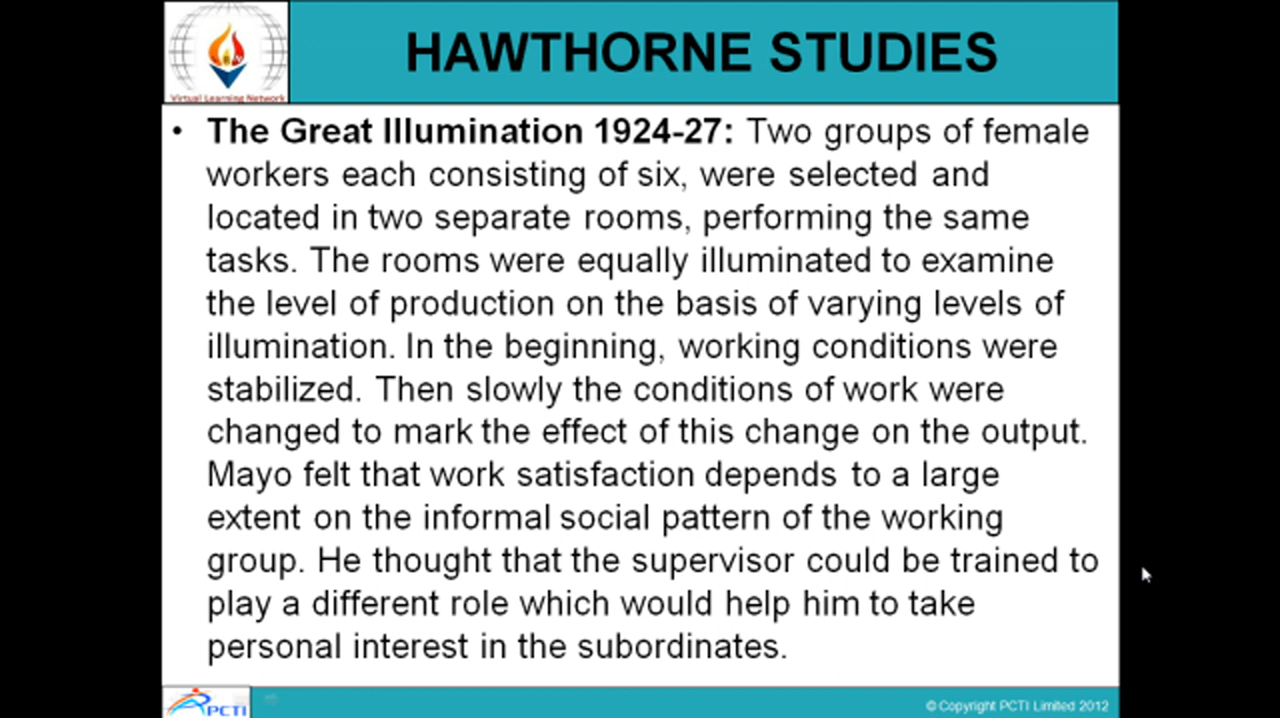 HAWTHORNE STUDIES
Virtual Learning Network
• The Great Illumination 1924-27: Two groups of female
workers each consisting of six, were selected and
located in two separate rooms, performing the same
tasks. The rooms were equally illuminated to examine
the level of production on the basis of varying levels of
illumination. In the beginning, working conditions were
stabilized. Then slowly the conditions of work were
changed to mark the effect of this change on the output.
Mayo felt that work satisfaction depends to a large
extent on the informal social pattern of the working
group. He thought that the supervisor could be trained to
play a different role which would help him to take
personal interest in the subordinates.
PCTI
© Copyright PCTI Limited 2012